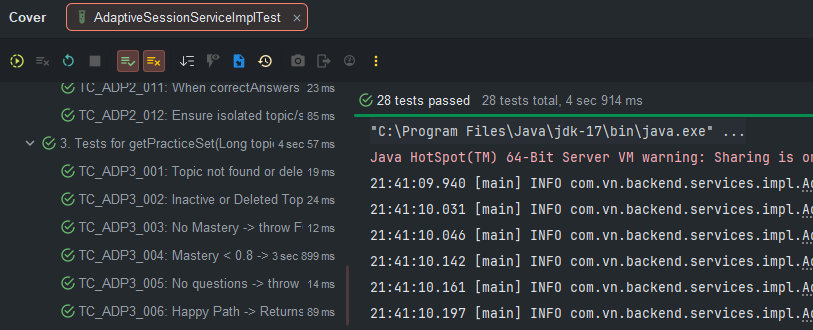 Cover
AdaptiveSessionServiceImplTest
TC_ADP2_011: When correctAnswers 23 ms
TC_ADP2_012: Ensure isolated topic/s 85 ms
3. Tests for getPracticeSet(Long topic 4 sec 57 ms
TC_ADP3_001: Topic not found or dele 19 ms
TC_ADP3_002: Inactive or Deleted Top 24 ms
TC_ADP3_003: No Mastery -> throw F 12 ms
TC_ADP3_004: Mastery < 0.8 -> 3 sec 899 ms
TC_ADP3_005: No questions -> throw 14 ms
TC_ADP3_006: Happy Path -> Returns 89 ms
28 tests passed 28 tests total, 4 sec 914 ms
"C:\Program Files\Java\jdk-17\bin\java.exe" ...
Java HotSpot(TM) 64-Bit Server VM warning: Sharing is on
21:41:09.940 [main] INFO com.vn.backend.services.impl.Ad
21:41:10.031 [main] INFO com.vn.backend.services.impl.Ad
21:41:10.046 [main] INFO com.vn.backend.services.impl.Ad
21:41:10.142 [main] INFO com.vn.backend.services.impl.Ad
21:41:10.161 [main] INFO com.vn.backend.services.impl.Ad
21:41:10.197 [main] INFO com.vn.backend.services.impl.Ad